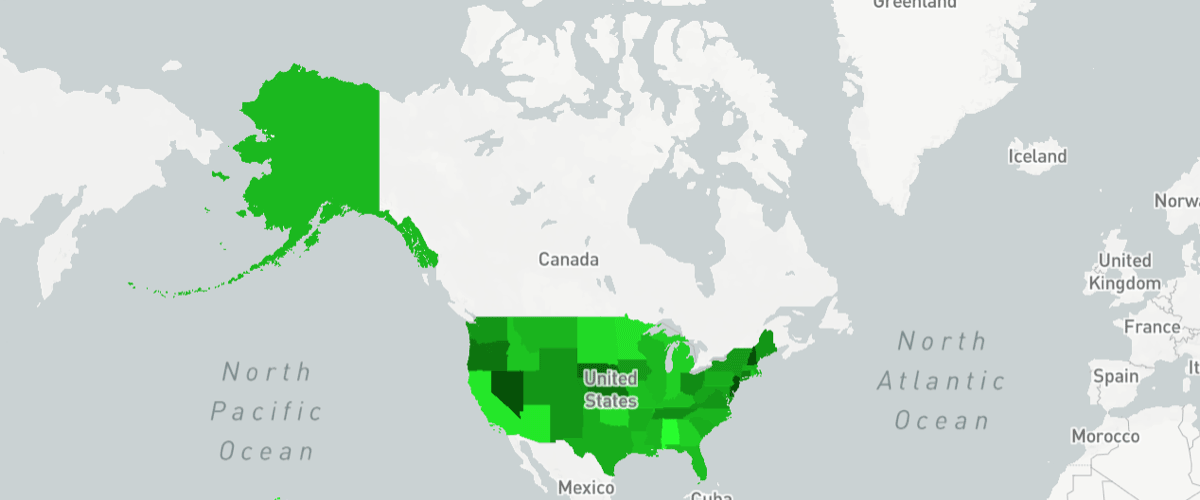 Greenland
Iceland
Norw
Canada
United
Kingdom
France
North
Atlantic
Ocean
North
Pacific
Ocean
United
States
Spain
It
Morocco
Mexico
Cuba